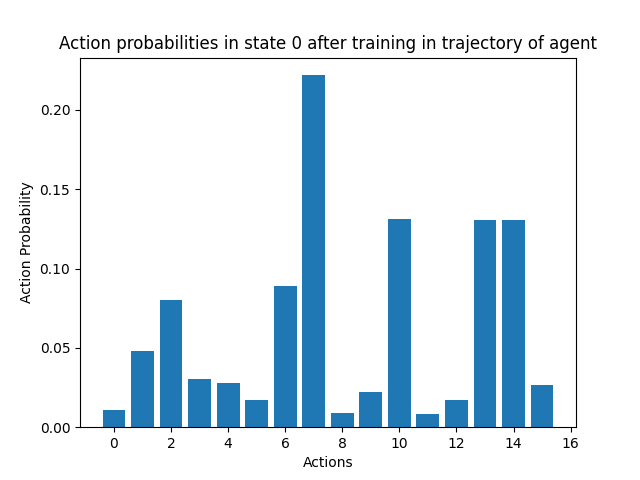 Action probabilities in state 0 after training in trajectory of agent
0.20
0.15
0.10
0.05
0.00
Action Probability
0 2 4 6 8 10 12 14 16
Actions